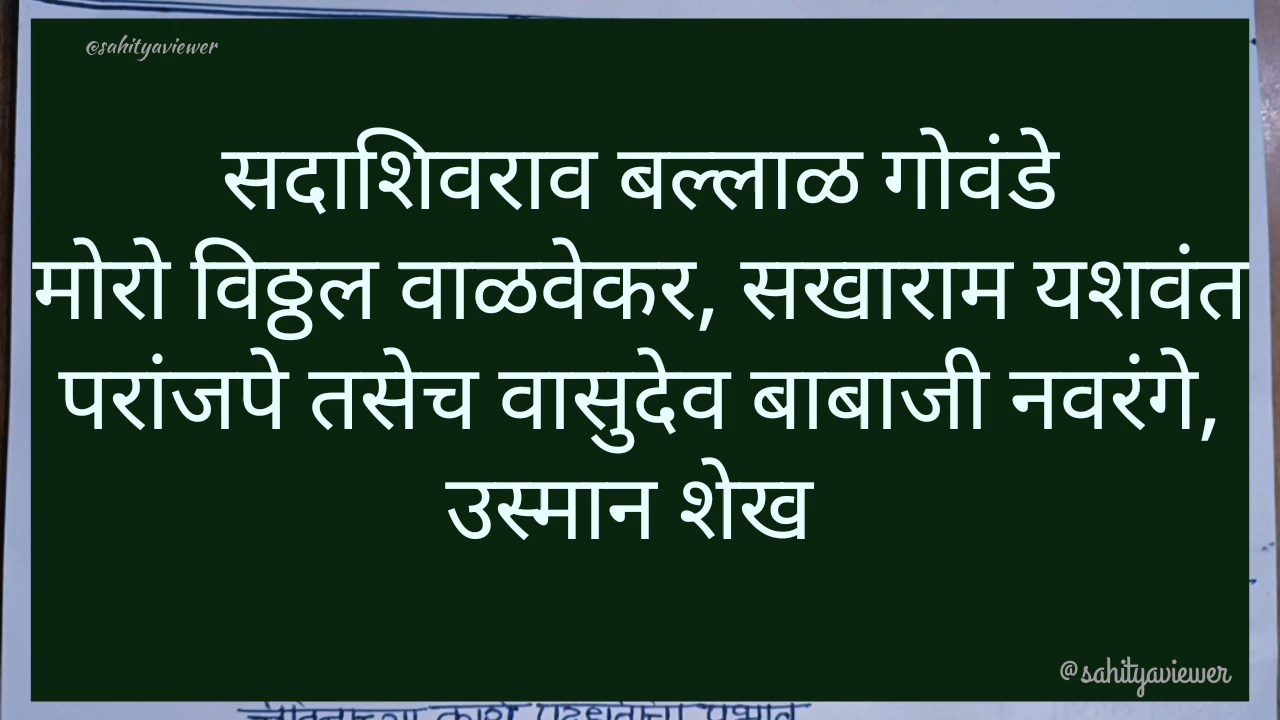 @sahityaviewer
सदाशिवराव बल्लाळ गोवंडे
मोरो विठ्ठल वाळवेकर, सखाराम यशवंत
परांजपे तसेच वासुदेव बाबाजी नवरंगे,
उस्मान शेख
@sahityaviewer